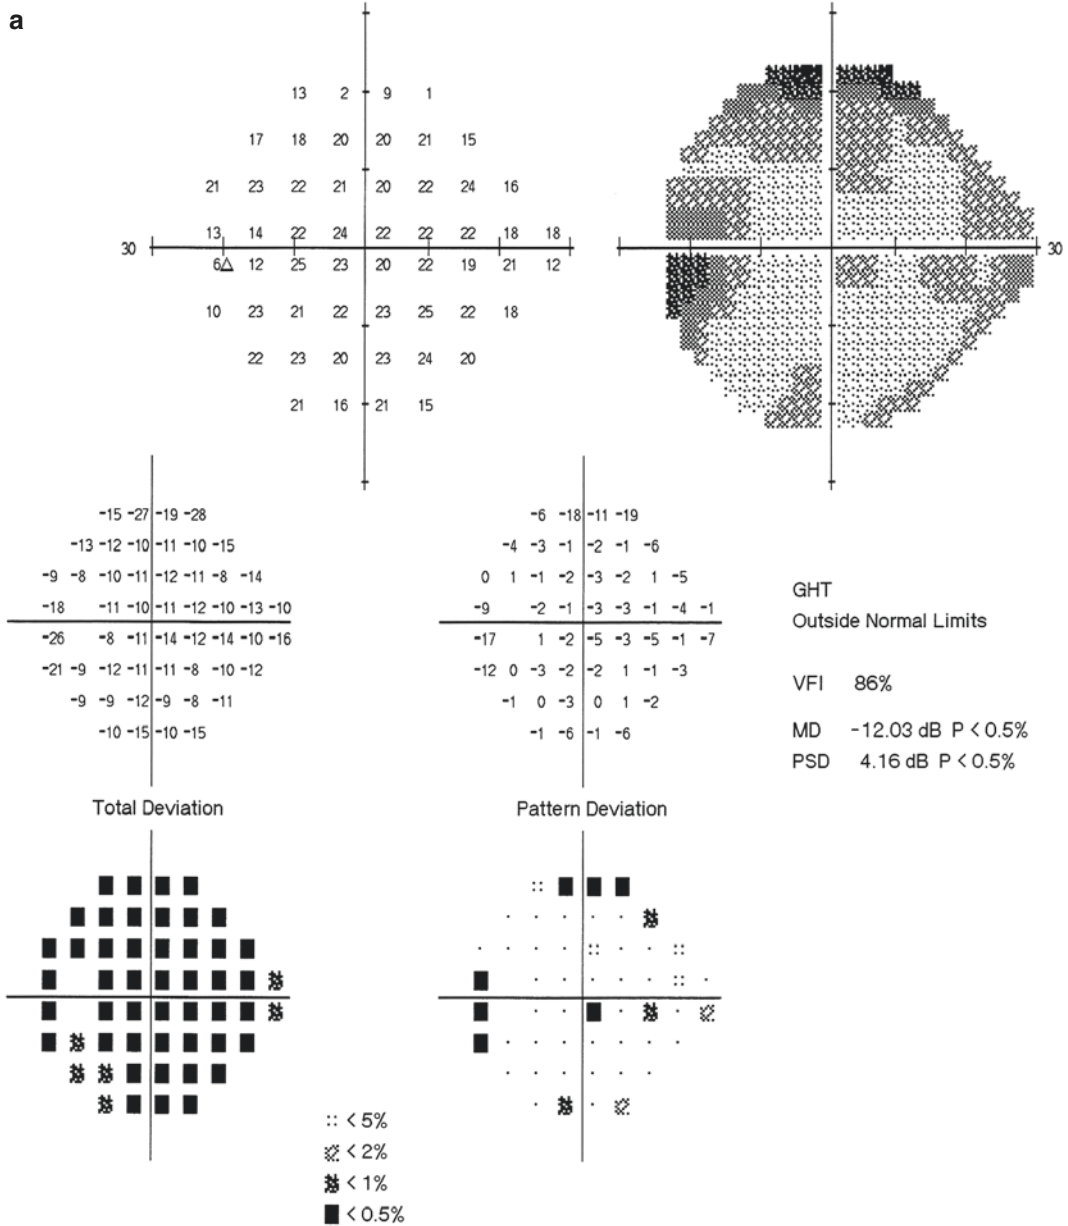 a
13 2 9 1
17 18 20 20 21 15
21 23 22 21 20 22 24 16
13 14 22 24 22 22 22 18 18
30 30
6 12 25 23 20 22 19 21 12
10 23 21 22 23 25 22 18
22 23 20 23 24 20
21 16 21 15
-15 -27 -19 -28
-13 -12 -10 -11 -10 -15
-9 -8 -10 -11 -12 -11 -8 -14
-18 -11 -10 -11 -12 -10 -13 -10
-26 -8 -11 -14 -12 -14 -10 -16
-21 -9 -12 -11 -11 -8 -10 -12
-9 -9 -12 -9 -8 -11
-10 -15 -10 -15
Total Deviation
-6 -18 -11 -19
-4 -3 -1 -2 -1 -6
0 1 -1 -2 -3 -2 1 -5
-9 -2 -1 -3 -3 -1 -4 -1
-17 1 -2 -5 -3 -5 -1 -7
-12 0 -3 -2 -2 1 -1 -3
-1 0 -3 0 1 -2
-1 -6 -1 -6
Pattern Deviation
GHT
Outside Normal Limits
VFI 86%
MD -12.03 dB P < 0.5%
PSD 4.16 dB P < 0.5%
< 5%
< 2%
< 1%
< 0.5%